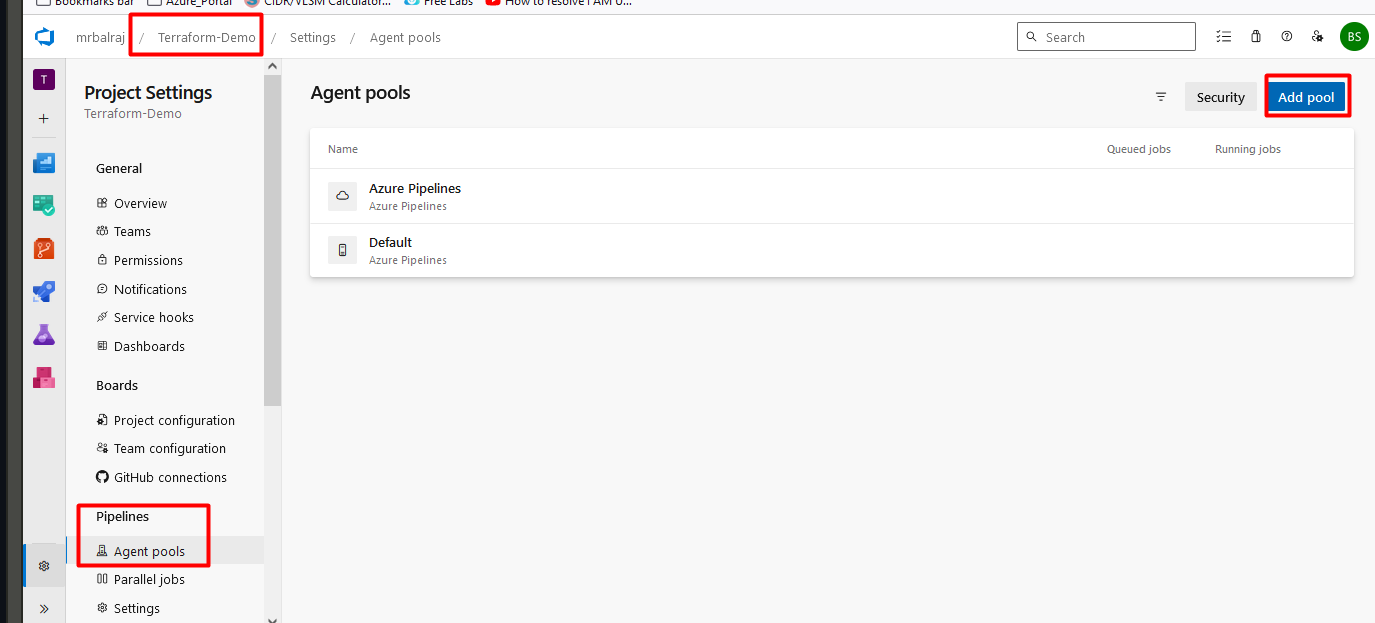 Bookmarks bar Azure_Portal CIDR/VLSM Calculator... Free Labs How to resolve I AM U...
mrbalraj / Terraform-Demo / Settings / Agent pools Search BS
T
Project Settings
Terraform-Demo
General
Overview
Teams
Permissions
Notifications
Service hooks
Dashboards
Boards
Project configuration
Team configuration
GitHub connections
Pipelines
Agent pools
Parallel jobs
Settings
Agent pools Security Add pool
Name Queued jobs Running jobs
Azure Pipelines
Azure Pipelines
Default
Azure Pipelines